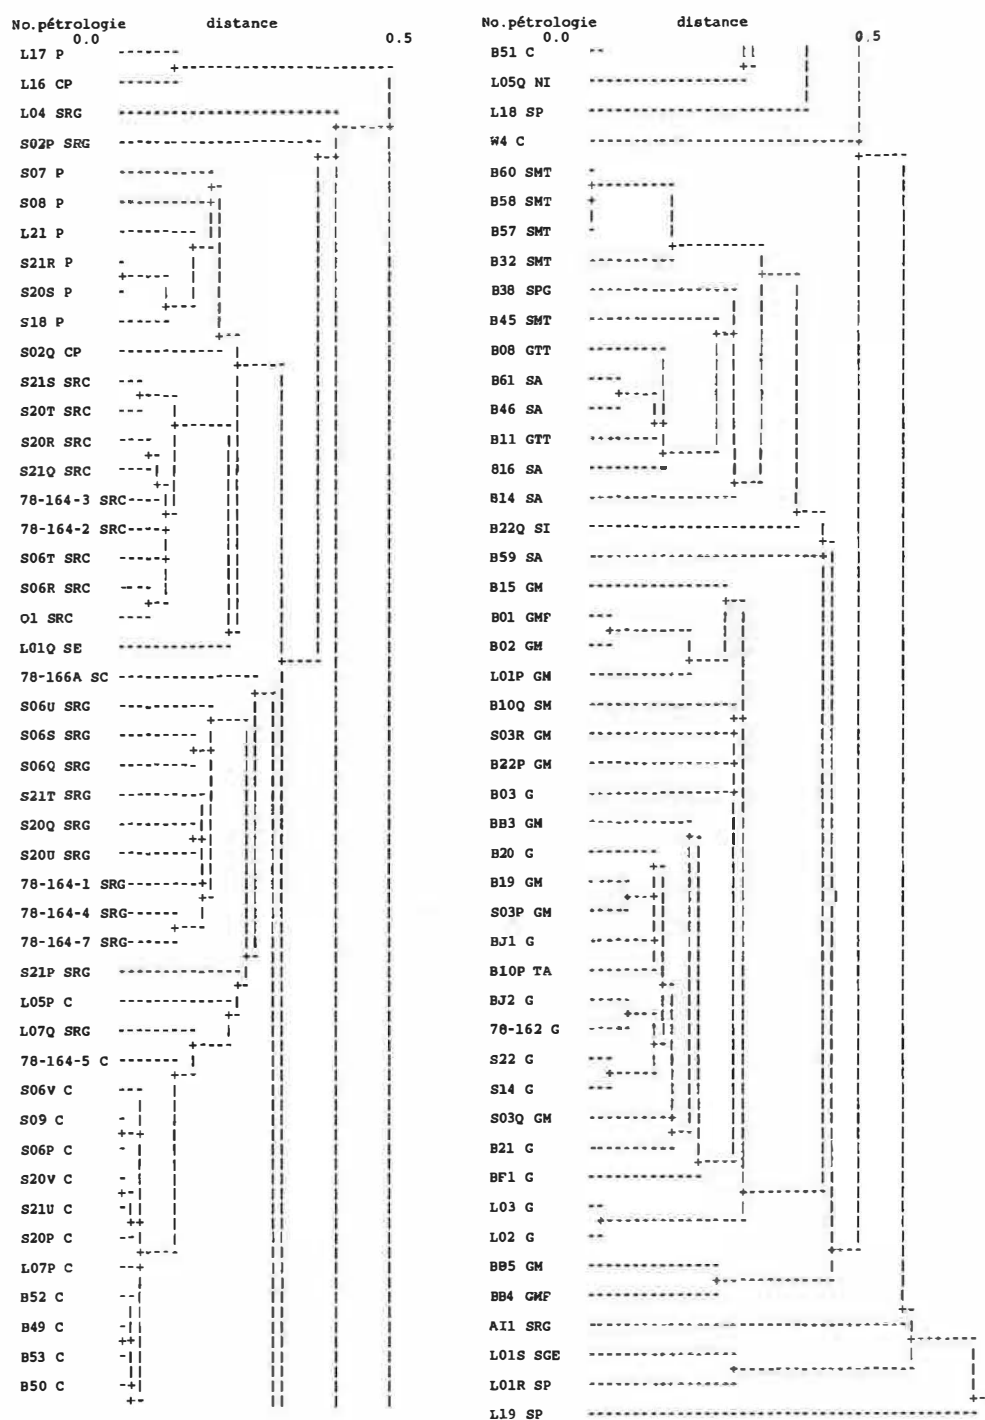 No.pétrologie distance
0.0 0.5
L17 P
L16 CP
L04 SRG
S02P SRG
S07 P
S08 P
L21 P
S21R P
S20S P
S18 P
S02Q CP
S21S SRC
S20T SRC
S20R SRC
S21Q SRC
78-164-3 SRC
78-164-2 SRC
S06T SRC
S06R SRC
O1 SRC
L01Q SE
78-166A SC
S06U SRG
S06S SRG
S06Q SRG
S21T SRG
S20Q SRG
S20U SRG
78-164-1 SRG
78-164-4 SRG
78-164-7 SRG
S21P SRG
L05P C
L07Q SRG
78-164-5 C
S06V C
S09 C
S06P C
S20V C
S21U C
S20P C
L07P C
B52 C
B49 C
B53 C
B50 C
No.pétrologie distance
0.0 0.5
B51 C
L05Q NI
L18 SP
W4 C
B60 SMT
B58 SMT
B57 SMT
B32 SMT
B38 SPG
B45 SMT
B08 GTT
B61 SA
B46 SA
B11 GTT
816 SA
B14 SA
B22Q SI
B59 SA
B15 GM
B01 GMF
B02 GM
L01P GM
B10Q SM
S03R GM
B22P GM
B03 G
BB3 GM
B20 G
B19 GM
S03P GM
BJ1 G
B10P TA
BJ2 G
78-162 G
S22 G
S14 G
S03Q GM
B21 G
BF1 G
L03 G
L02 G
BB5 GM
BB4 GMF
AI1 SRG
L01S SGE
L01R SP
L19 SP